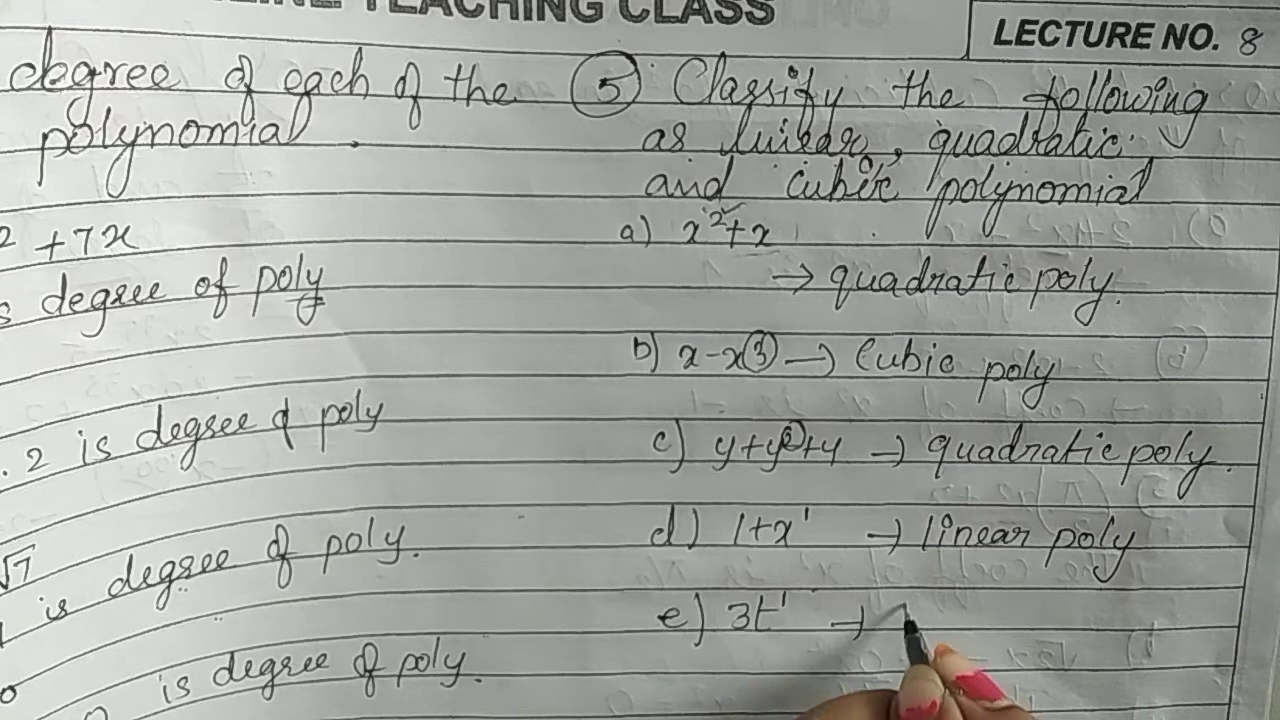 LINE TEACHING CLASS
LECTURE NO. 8
degree of each of the
polynomial.
2 + 7x
s degree of poly
. 2 is degree of poly
√7
is degree of poly.
is degree of poly.
(5) Classify the following
as linear, quadratic
and cubic polynomial
a) x²+x
→ quadratic poly.
b) x-x③ → Cubic poly
c) y+y²+4 → quadratic poly.
d) 1+x¹ → linear poly
e) 3t¹ →